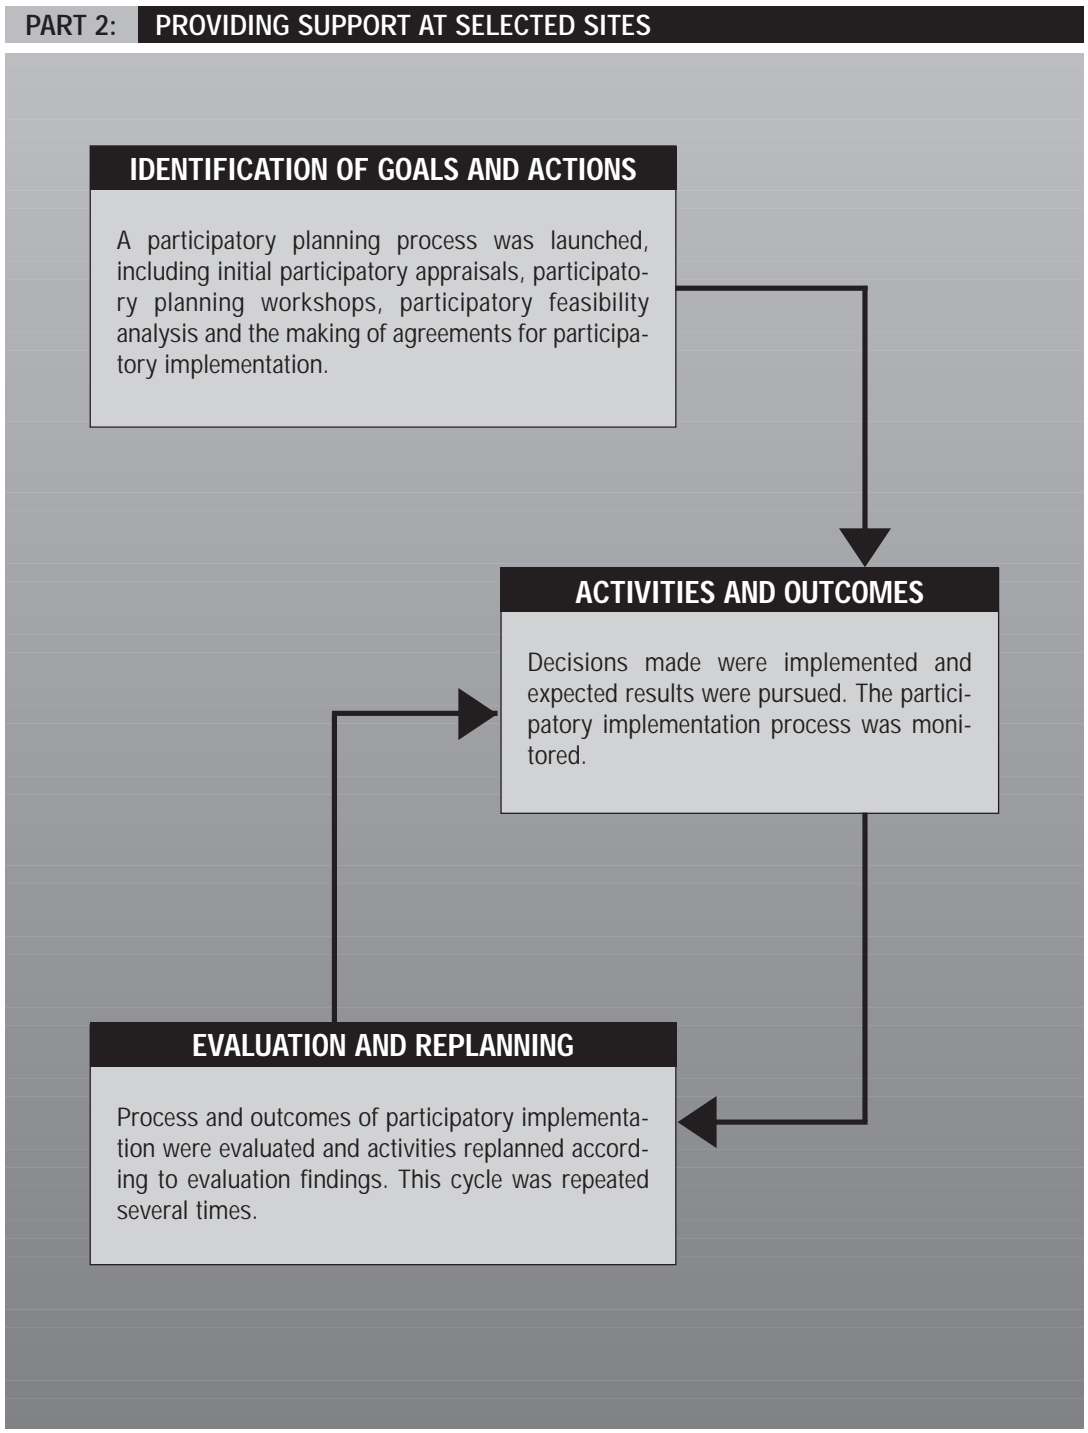 PART 2: PROVIDING SUPPORT AT SELECTED SITES
IDENTIFICATION OF GOALS AND ACTIONS
A participatory planning process was launched,
including initial participatory appraisals, participato-
ry planning workshops, participatory feasibility
analysis and the making of agreements for participa-
tory implementation.
ACTIVITIES AND OUTCOMES
Decisions made were implemented and
expected results were pursued. The partici-
patory implementation process was moni-
tored.
EVALUATION AND REPLANNING
Process and outcomes of participatory implementa-
tion were evaluated and activities replanned accord-
ing to evaluation findings. This cycle was repeated
several times.